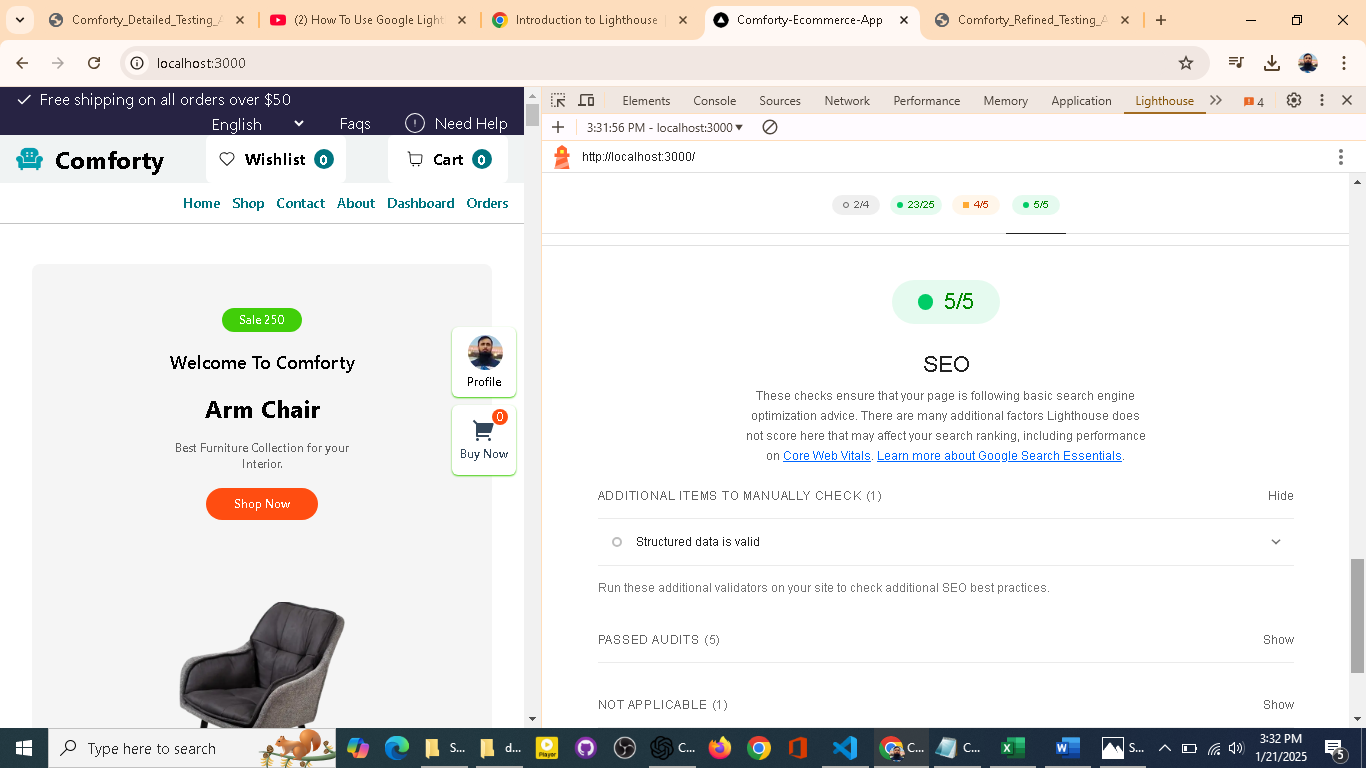 Comforty_Detailed_Testing_A
(2) How To Use Google Light
Introduction to Lighthouse
Comforty-Ecommerce-App
Comforty_Refined_Testing_A
localhost:3000
Free shipping on all orders over $50
English
Faqs
Need Help
Comforty
Wishlist 0
Cart 0
Home Shop Contact About Dashboard Orders
Sale 250
Welcome To Comforty
Arm Chair
Best Furniture Collection for your
Interior.
Shop Now
Profile
0
Buy Now
Elements Console Sources Network Performance Memory Application Lighthouse 4
3:31:56 PM - localhost:3000
http://localhost:3000/
2/4 23/25 4/5 5/5
5/5
SEO
These checks ensure that your page is following basic search engine
optimization advice. There are many additional factors Lighthouse does
not score here that may affect your search ranking, including performance
on Core Web Vitals. Learn more about Google Search Essentials.
ADDITIONAL ITEMS TO MANUALLY CHECK (1) Hide
Structured data is valid
Run these additional validators on your site to check additional SEO best practices.
PASSED AUDITS (5) Show
NOT APPLICABLE (1) Show
Type here to search
S...
d...
Player
C...
C...
C...
S...
3:32 PM
1/21/2025
5